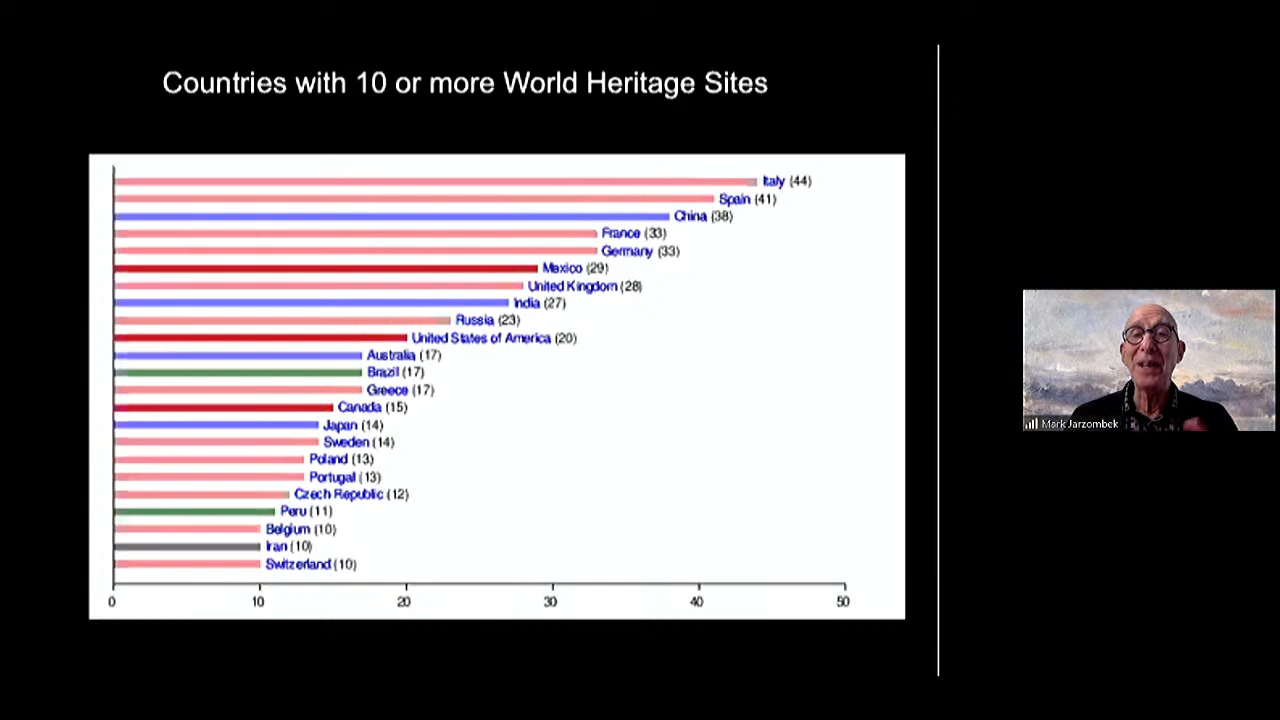 Countries with 10 or more World Heritage Sites
Italy (44)
Spain (41)
China (38)
France (33)
Germany (33)
Mexico (29)
United Kingdom (28)
India (27)
Russia (23)
United States of America (20)
Australia (17)
Brazil (17)
Greece (17)
Canada (15)
Japan (14)
Sweden (14)
Poland (13)
Portugal (13)
Czech Republic (12)
Peru (11)
Belgium (10)
Iran (10)
Switzerland (10)
0 10 20 30 40 50
Mark Jarzombek